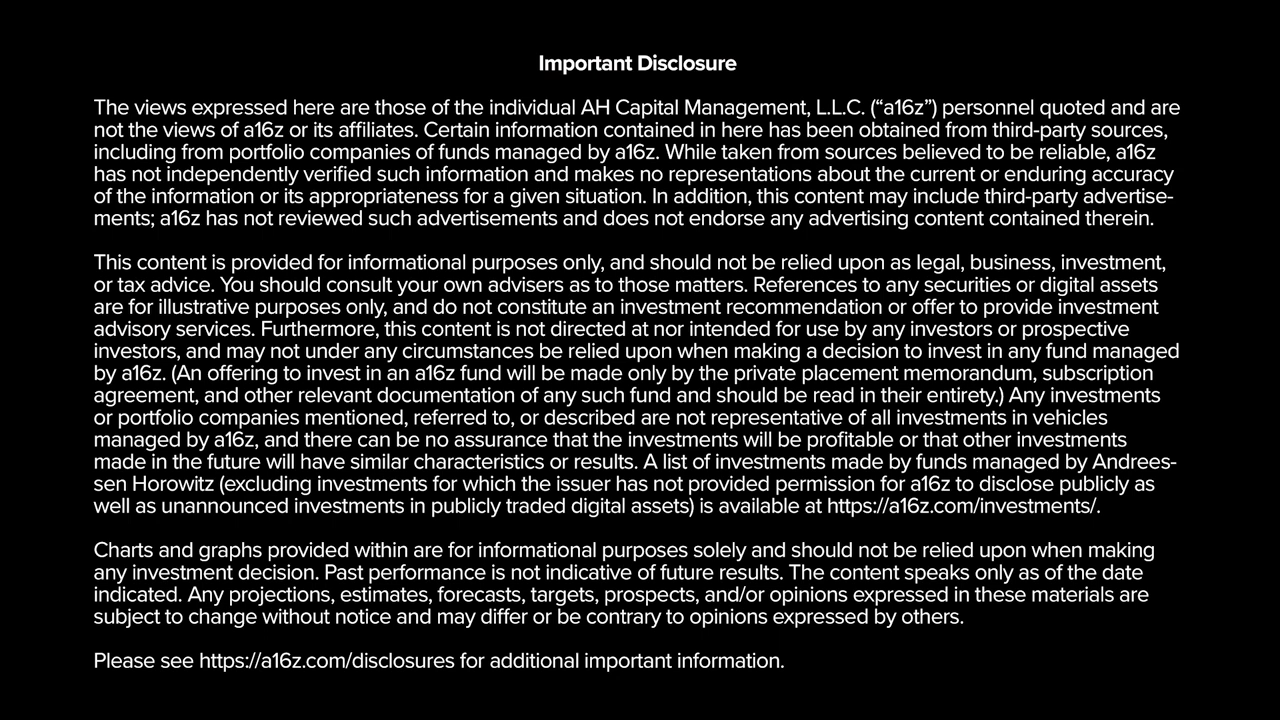 Important Disclosure
The views expressed here are those of the individual AH Capital Management, L.L.C. (“a16z”) personnel quoted and are
not the views of a16z or its affiliates. Certain information contained in here has been obtained from third-party sources,
including from portfolio companies of funds managed by a16z. While taken from sources believed to be reliable, a16z
has not independently verified such information and makes no representations about the current or enduring accuracy
of the information or its appropriateness for a given situation. In addition, this content may include third-party advertise-
ments; a16z has not reviewed such advertisements and does not endorse any advertising content contained therein.
This content is provided for informational purposes only, and should not be relied upon as legal, business, investment,
or tax advice. You should consult your own advisers as to those matters. References to any securities or digital assets
are for illustrative purposes only, and do not constitute an investment recommendation or offer to provide investment
advisory services. Furthermore, this content is not directed at nor intended for use by any investors or prospective
investors, and may not under any circumstances be relied upon when making a decision to invest in any fund managed
by a16z. (An offering to invest in an a16z fund will be made only by the private placement memorandum, subscription
agreement, and other relevant documentation of any such fund and should be read in their entirety.) Any investments
or portfolio companies mentioned, referred to, or described are not representative of all investments in vehicles
managed by a16z, and there can be no assurance that the investments will be profitable or that other investments
made in the future will have similar characteristics or results. A list of investments made by funds managed by Andrees-
sen Horowitz (excluding investments for which the issuer has not provided permission for a16z to disclose publicly as
well as unannounced investments in publicly traded digital assets) is available at https://a16z.com/investments/.
Charts and graphs provided within are for informational purposes solely and should not be relied upon when making
any investment decision. Past performance is not indicative of future results. The content speaks only as of the date
indicated. Any projections, estimates, forecasts, targets, prospects, and/or opinions expressed in these materials are
subject to change without notice and may differ or be contrary to opinions expressed by others.
Please see https://a16z.com/disclosures for additional important information.